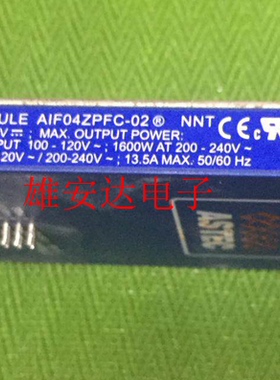 ULE AIF04ZPFC-02® NNT CE
V⎓; MAX. OUTPUT POWER:
PUT 100 - 120V~; 1600W AT 200 - 240V~
20V~ / 200-240V~; 13.5A MAX. 50/60 Hz
雄安达电子
ASTEC